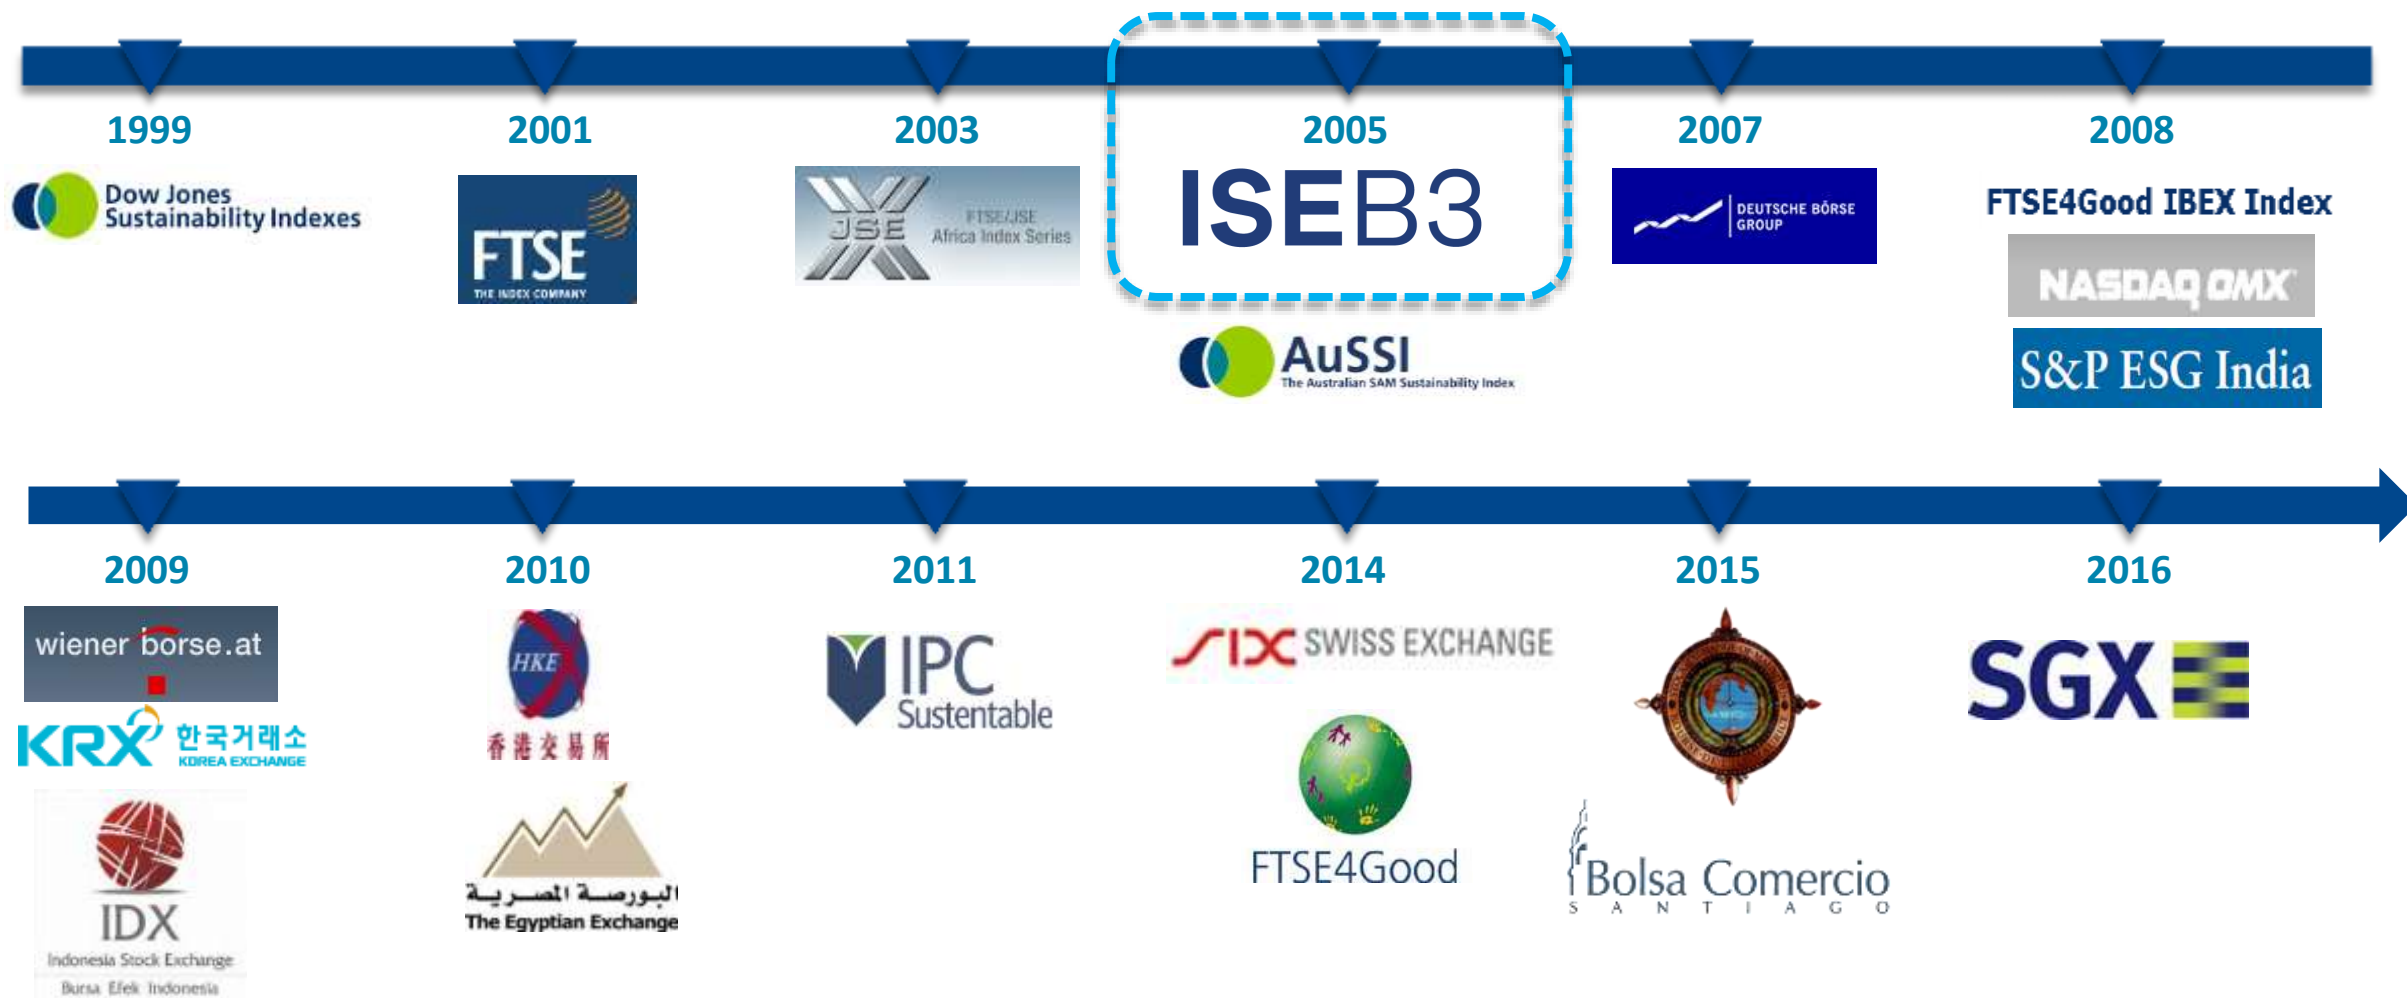 1999
2001
2003
2005
2007
2008
Dow Jones
Sustainability Indexes
FTSE
THE INDEX COMPANY
JSE
FTSE/JSE
Africa Index Series
ISEB3
AuSSI
The Australian SAM Sustainability Index
DEUTSCHE BÖRSE
GROUP
FTSE4Good IBEX Index
NASDAQ OMX
S&P ESG India
2009
2010
2011
2014
2015
2016
wiener börse.at
KRX 한국거래소
KOREA EXCHANGE
IDX
Indonesia Stock Exchange
Bursa Efek Indonesia
HKE
香港交易所
البورصة المصرية
The Egyptian Exchange
IPC
Sustentable
SIX SWISS EXCHANGE
FTSE4Good
Bolsa Comercio
SANTIAGO
SGX